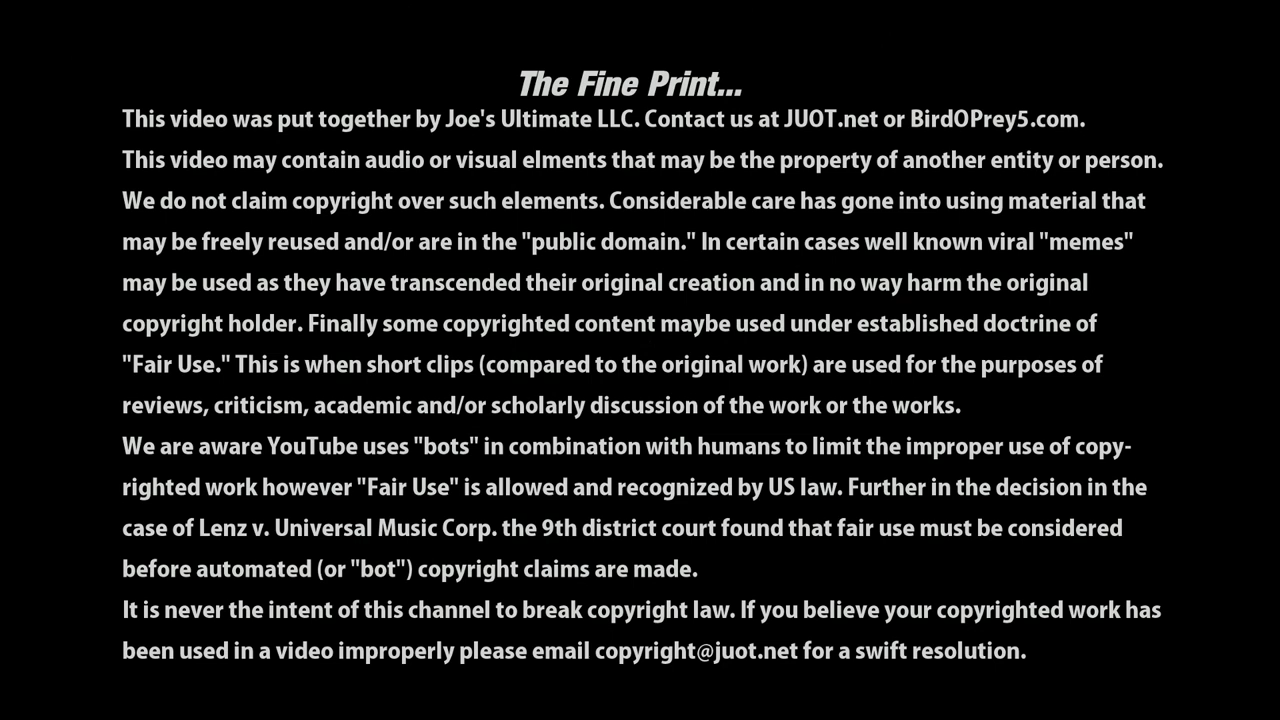 The Fine Print...
This video was put together by Joe's Ultimate LLC. Contact us at JUOT.net or BirdOPrey5.com.
This video may contain audio or visual elments that may be the property of another entity or person.
We do not claim copyright over such elements. Considerable care has gone into using material that
may be freely reused and/or are in the "public domain." In certain cases well known viral "memes"
may be used as they have transcended their original creation and in no way harm the original
copyright holder. Finally some copyrighted content maybe used under established doctrine of
"Fair Use." This is when short clips (compared to the original work) are used for the purposes of
reviews, criticism, academic and/or scholarly discussion of the work or the works.
We are aware YouTube uses "bots" in combination with humans to limit the improper use of copy-
righted work however "Fair Use" is allowed and recognized by US law. Further in the decision in the
case of Lenz v. Universal Music Corp. the 9th district court found that fair use must be considered
before automated (or "bot") copyright claims are made.
It is never the intent of this channel to break copyright law. If you believe your copyrighted work has
been used in a video improperly please email copyright@juot.net for a swift resolution.